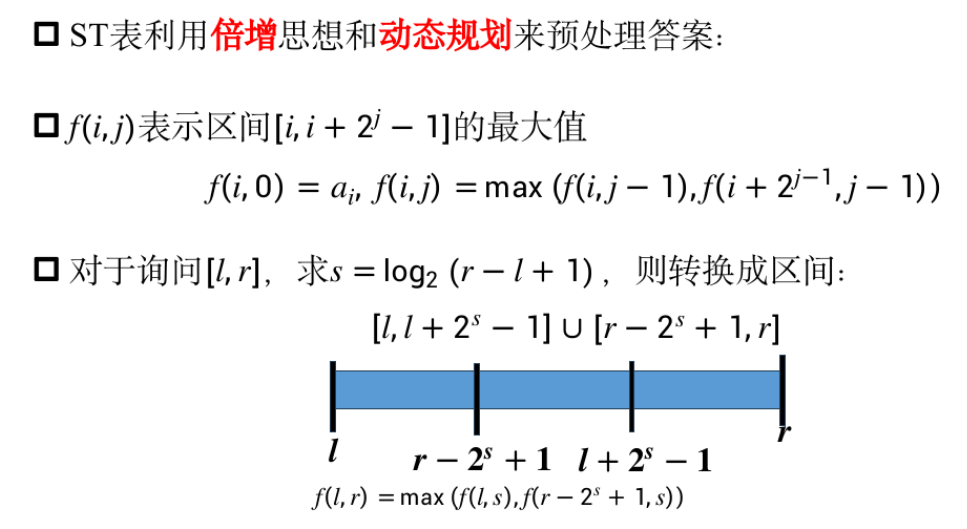 ST表利用倍增思想和动态规划来预处理答案：
f(i,j)表示区间[i, i + 2^j − 1]的最大值
f(i, 0) = a_i, f(i,j) = max (f(i,j − 1),f(i + 2^{j−1},j − 1))
对于询问[l, r]，求s = log_2 (r − l + 1)，则转换成区间：
[l, l + 2^s − 1] ∪ [r − 2^s + 1, r]
l r − 2^s + 1 l + 2^s − 1 r
f(l, r) = max (f(l, s),f(r − 2^s + 1, s))